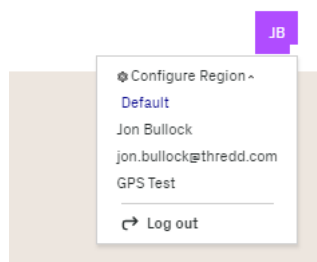 JB
Configure Region
Default
Jon Bullock
jon.bullock@thredd.com
GPS Test
Log out